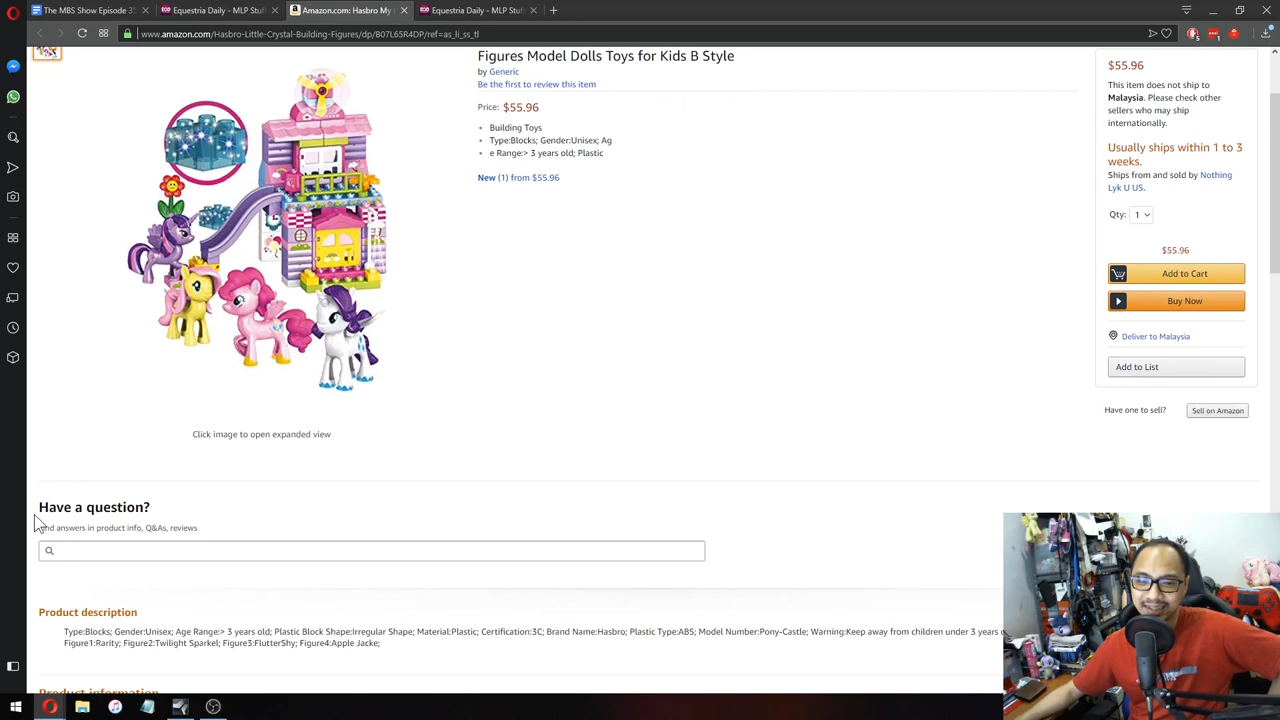 The MBS Show Episode 35
Equestria Daily - MLP Stuff
Amazon.com: Hasbro My
Equestria Daily - MLP Stuff
www.amazon.com/Hasbro-Little-Crystal-Building-Figures/dp/B07L65R4DP/ref=as_li_ss_tl
Figures Model Dolls Toys for Kids B Style
by Generic
Be the first to review this item
Price: $55.96
Building Toys
Type:Blocks; Gender:Unisex; Ag
e Range:> 3 years old; Plastic
New (1) from $55.96
Click image to open expanded view
$55.96
This item does not ship to
Malaysia. Please check other
sellers who may ship
internationally.
Usually ships within 1 to 3
weeks.
Ships from and sold by Nothing
Lyk U US.
Qty: 1
$55.96
Add to Cart
Buy Now
Deliver to Malaysia
Add to List
Have one to sell?
Sell on Amazon
Have a question?
answers in product info, Q&As, reviews
Product description
Type:Blocks; Gender:Unisex; Age Range:> 3 years old; Plastic Block Shape:Irregular Shape; Material:Plastic; Certification:3C; Brand Name:Hasbro; Plastic Type:ABS; Model Number:Pony-Castle; Warning:Keep away from children under 3 years
Figure1:Rarity; Figure2:Twilight Sparkel; Figure3:FlutterShy; Figure4:Apple Jacke;
Product information